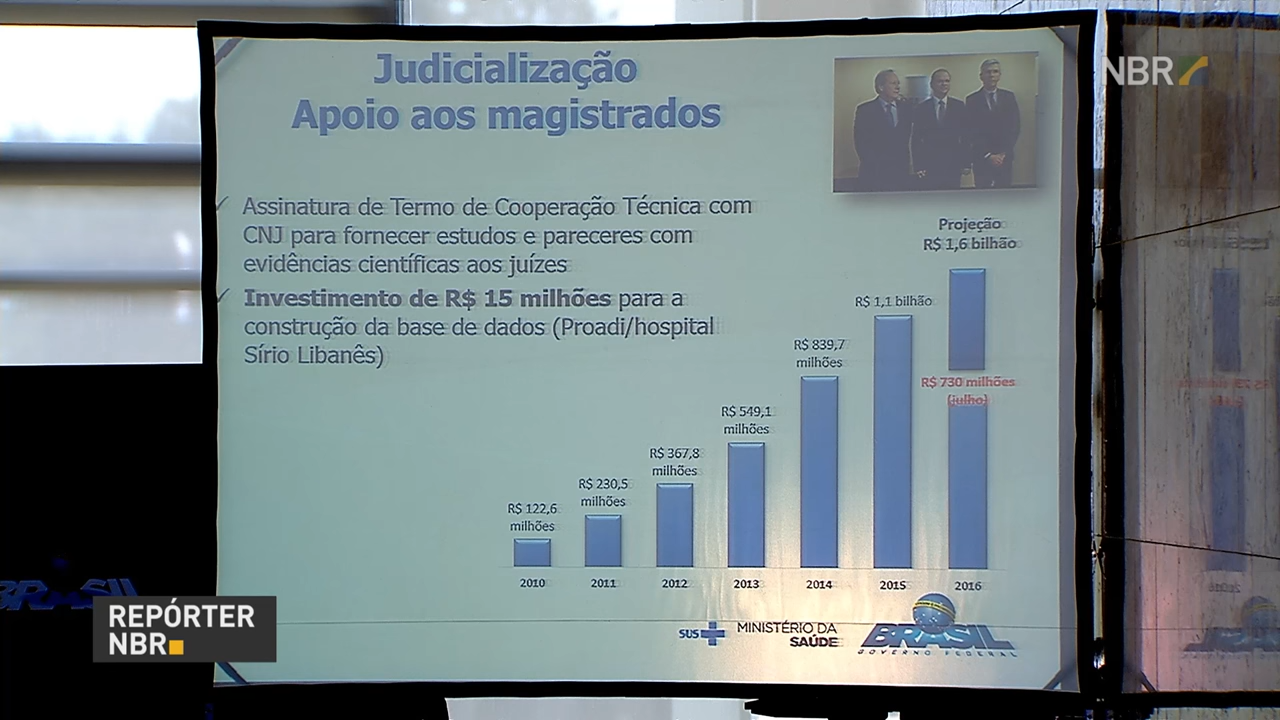 Judicialização
Apoio aos magistrados
NBR
✓ Assinatura de Termo de Cooperação Técnica com
CNJ para fornecer estudos e pareceres com
evidências científicas aos juízes
✓ Investimento de R$ 15 milhões para a
construção da base de dados (Proadi/hospital
Sírio Libanês)
Projeção
R$ 1,6 bilhão
R$ 1,1 bilhão
R$ 839,7
milhões
R$ 730 milhões
(julho)
R$ 549,1
milhões
R$ 367,8
milhões
R$ 230,5
milhões
R$ 122,6
milhões
2010 2011 2012 2013 2014 2015 2016
SUS
MINISTÉRIO DA
SAÚDE
BRASIL
GOVERNO FEDERAL
BRASIL
REPÓRTER
NBR